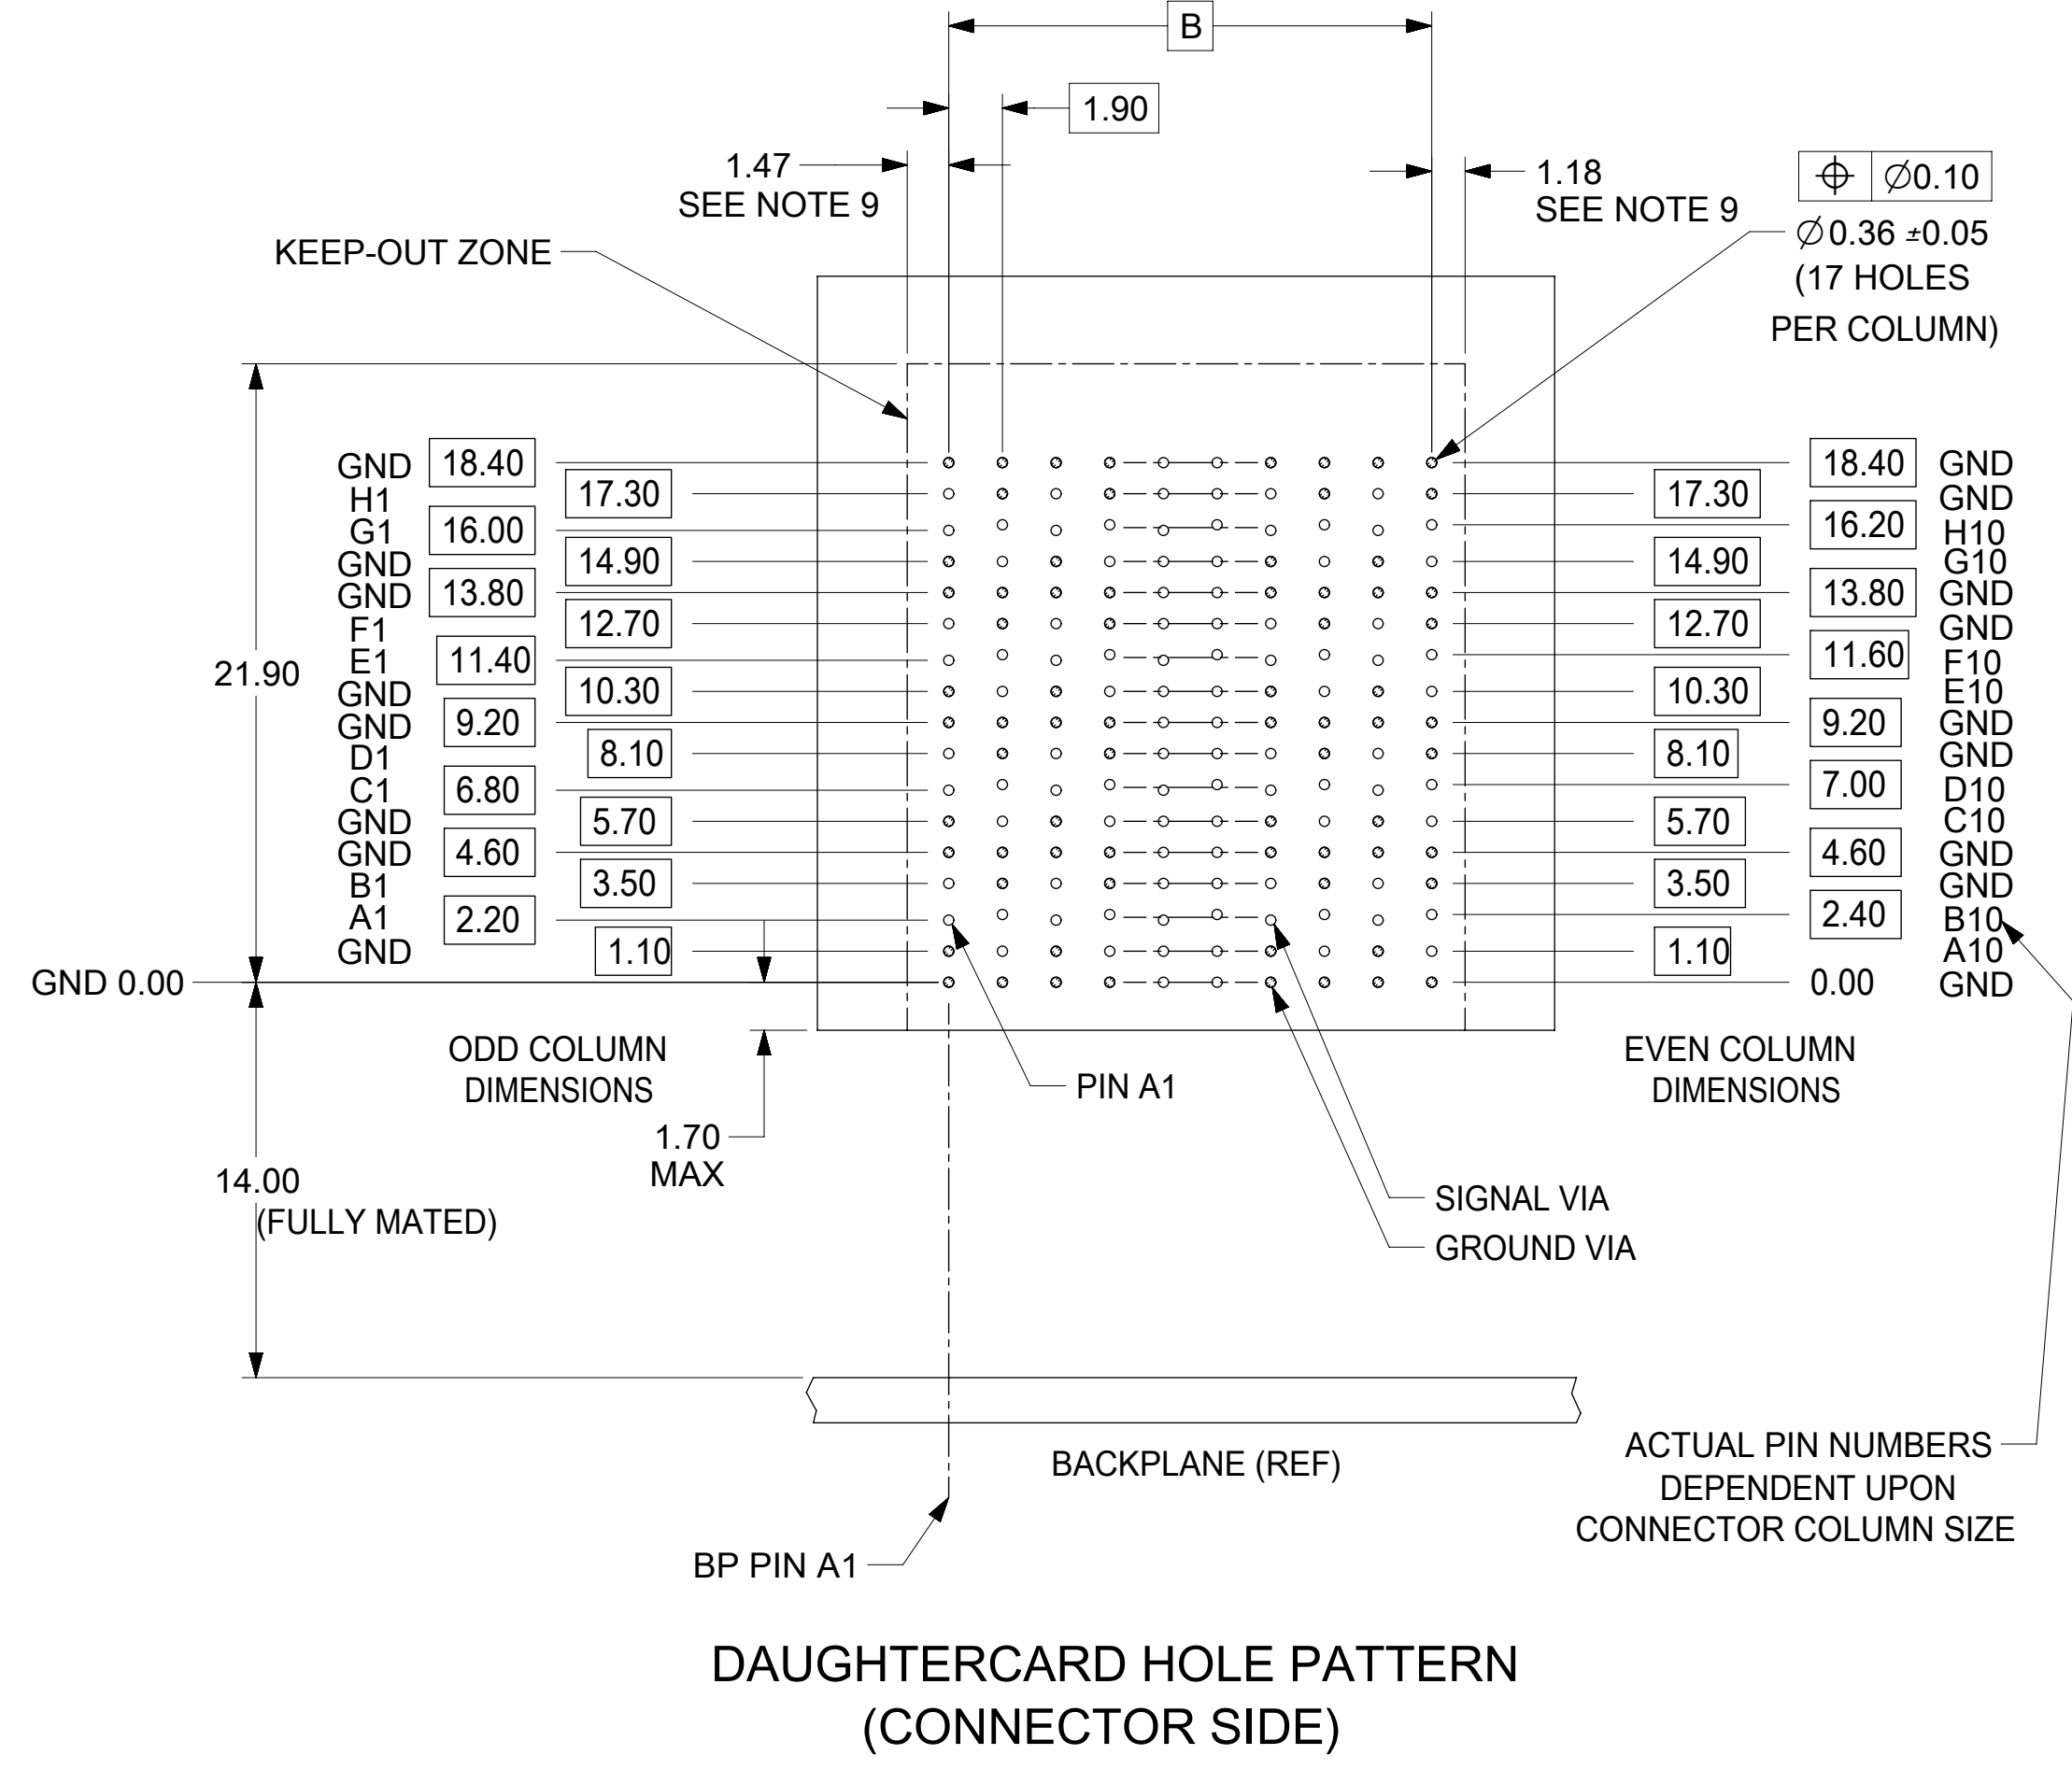 B
1.90
1.47
SEE NOTE 9
1.18
SEE NOTE 9
⌖ ∅0.10
∅0.36 ±0.05
(17 HOLES
PER COLUMN)
KEEP-OUT ZONE
21.90
GND 18.40
H1 17.30
G1 16.00
GND 14.90
GND 13.80
F1 12.70
E1 11.40
GND 10.30
GND 9.20
D1 8.10
C1 6.80
GND 5.70
GND 4.60
B1 3.50
A1 2.20
GND 1.10
GND 0.00
18.40 GND
17.30 GND
16.20 H10
14.90 G10
13.80 GND
12.70 GND
11.60 F10
10.30 E10
9.20 GND
8.10 GND
7.00 D10
5.70 C10
4.60 GND
3.50 GND
2.40 B10
1.10 A10
0.00 GND
ODD COLUMN
DIMENSIONS
EVEN COLUMN
DIMENSIONS
PIN A1
1.70
MAX
14.00
(FULLY MATED)
SIGNAL VIA
GROUND VIA
BACKPLANE (REF)
ACTUAL PIN NUMBERS
DEPENDENT UPON
CONNECTOR COLUMN SIZE
BP PIN A1
DAUGHTERCARD HOLE PATTERN
(CONNECTOR SIDE)